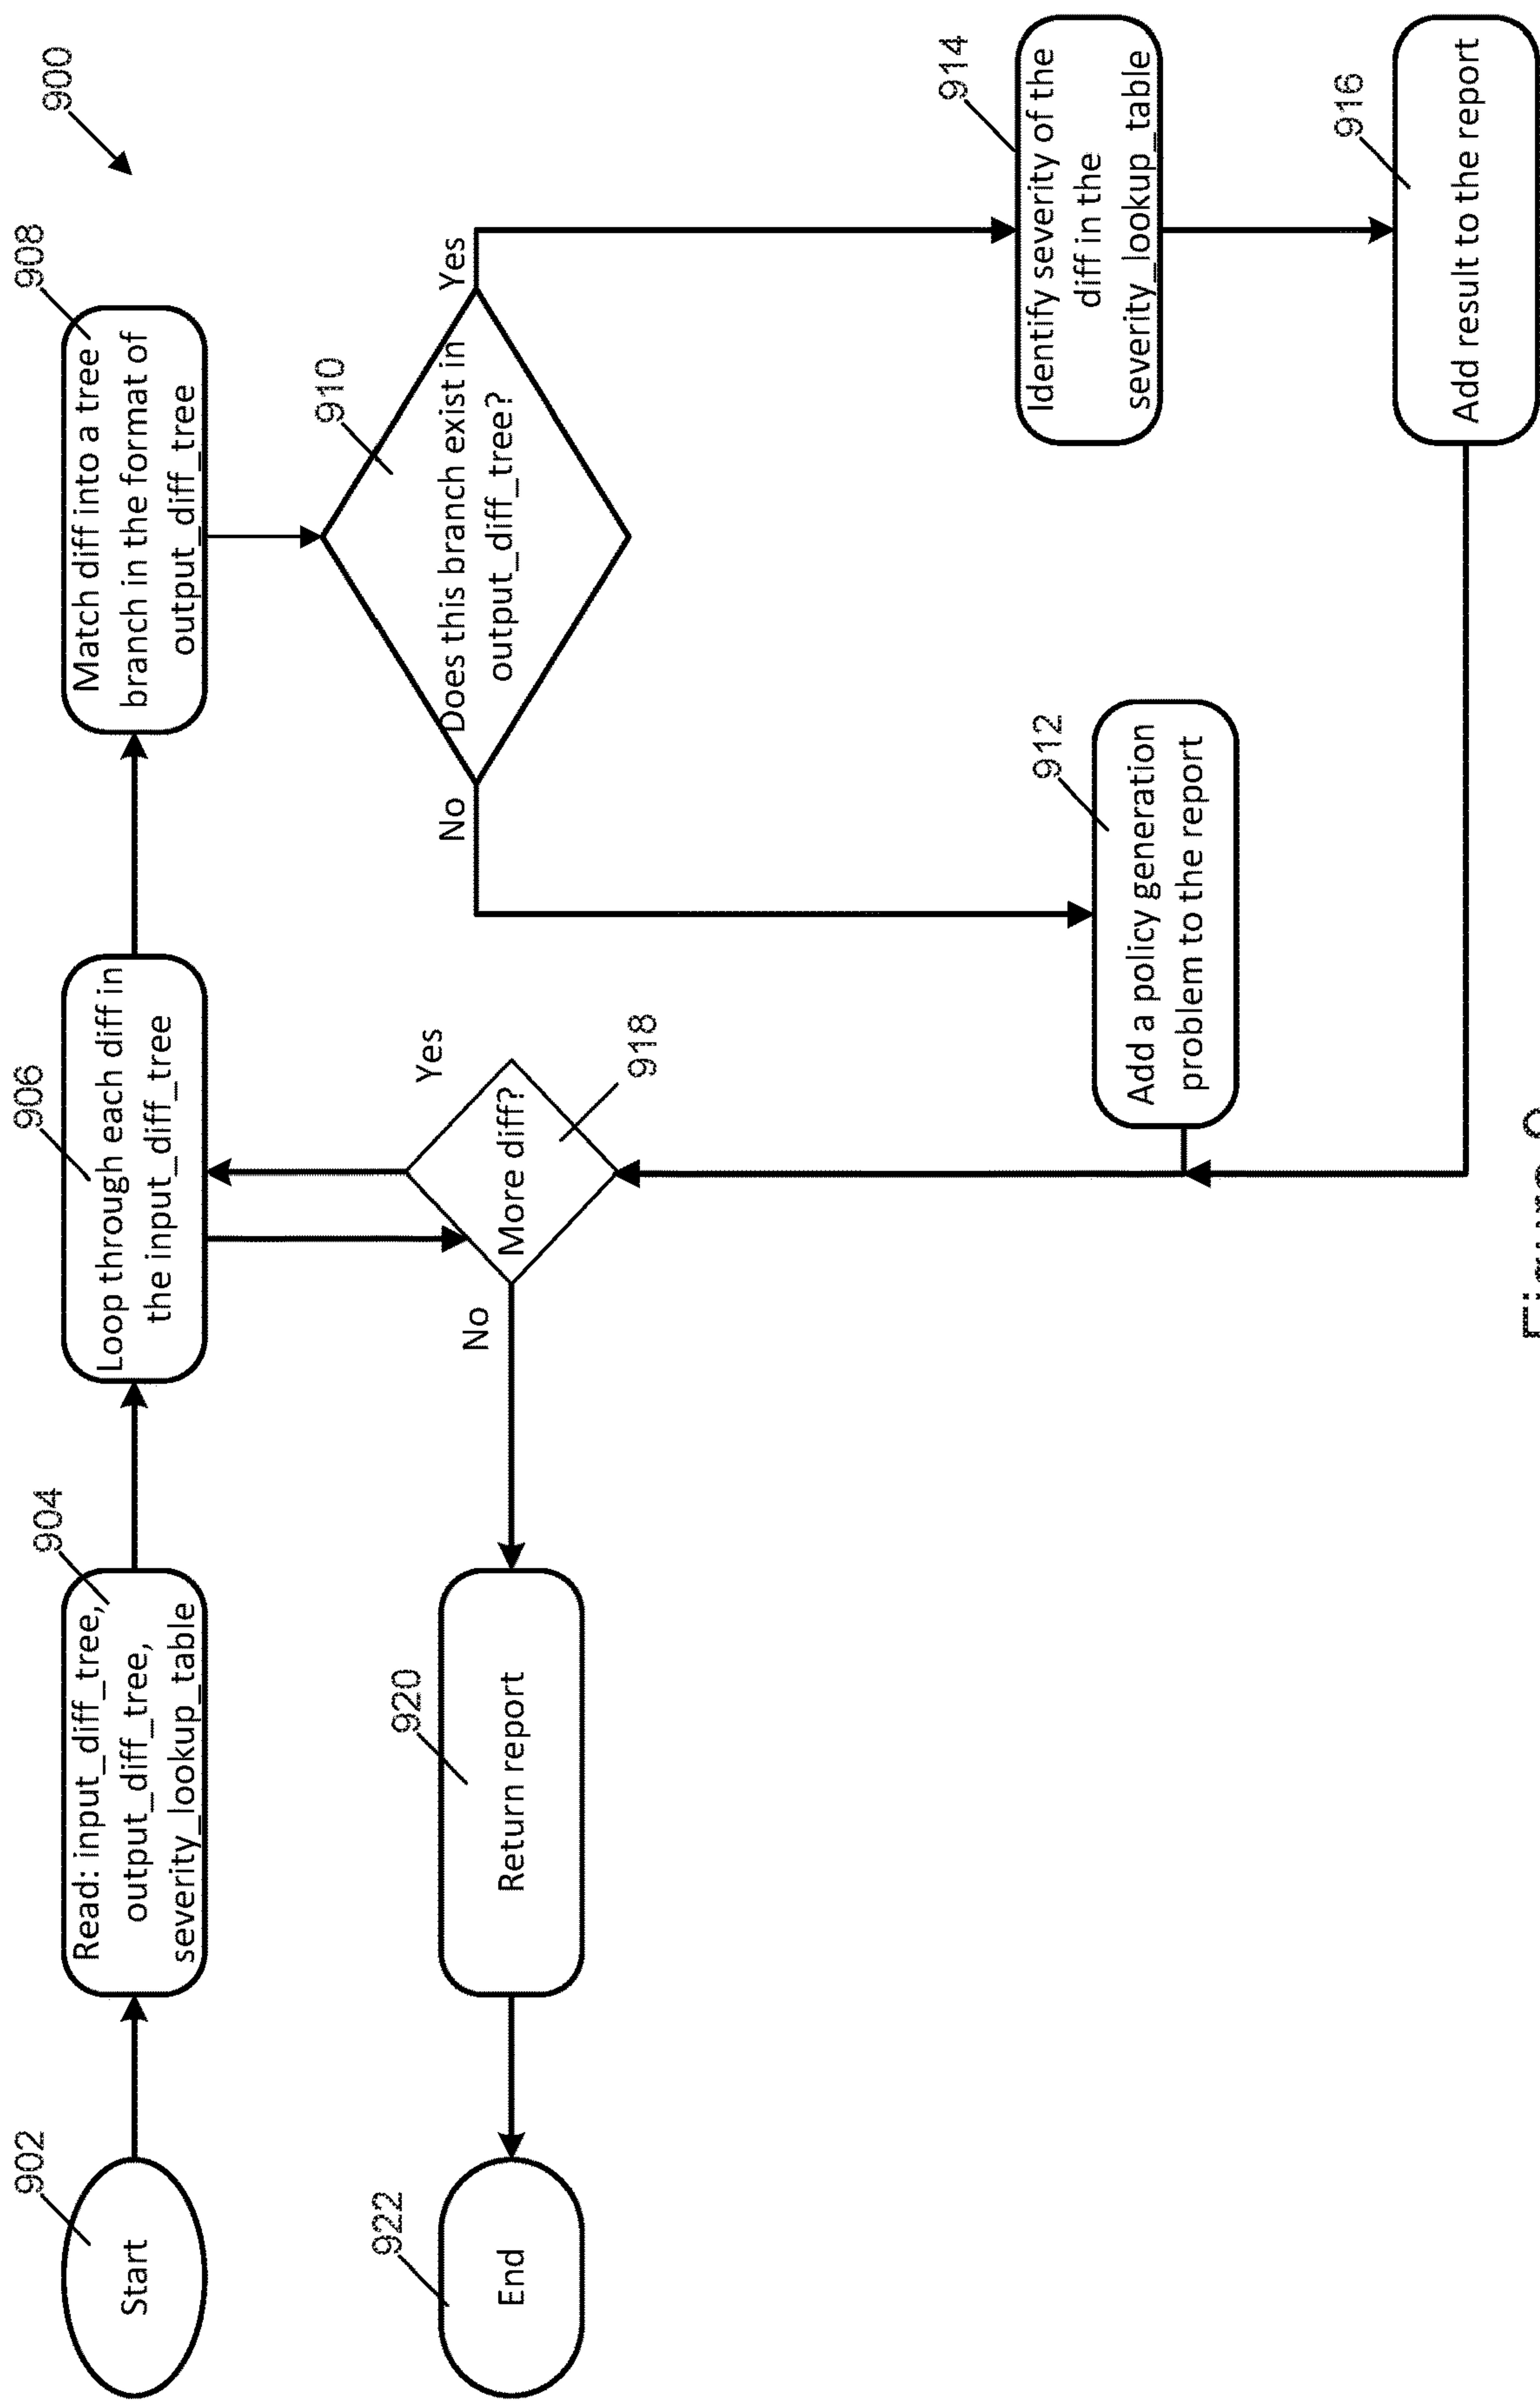 900
902
Start
904
Read: input_diff_tree,
output_diff_tree,
severity_lookup_table
906
Loop through each diff in
the input_diff_tree
908
Match diff into a tree
branch in the format of
output_diff_tree
910
Does this branch exist in
output_diff_tree?
No
Yes
912
Add a policy generation
problem to the report
914
Identify severity of the
diff in the
severity_lookup_table
916
Add result to the report
918
More diff?
Yes
No
920
Return report
922
End